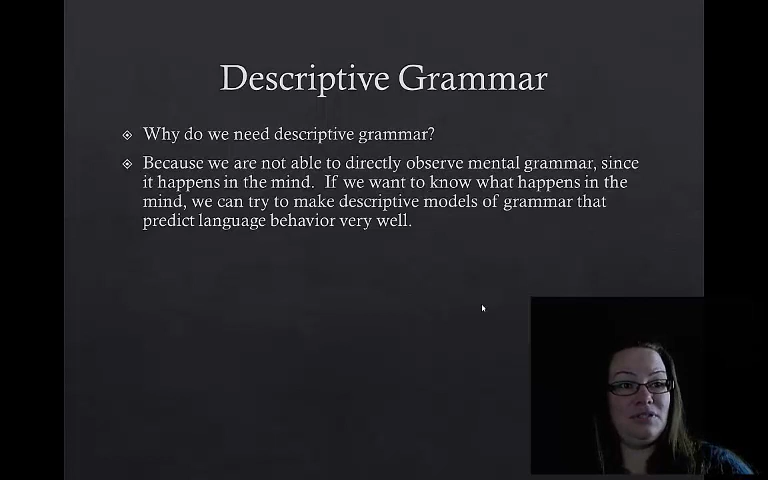 Descriptive Grammar
Why do we need descriptive grammar?
Because we are not able to directly observe mental grammar, since
it happens in the mind.  If we want to know what happens in the
mind, we can try to make descriptive models of grammar that
predict language behavior very well.